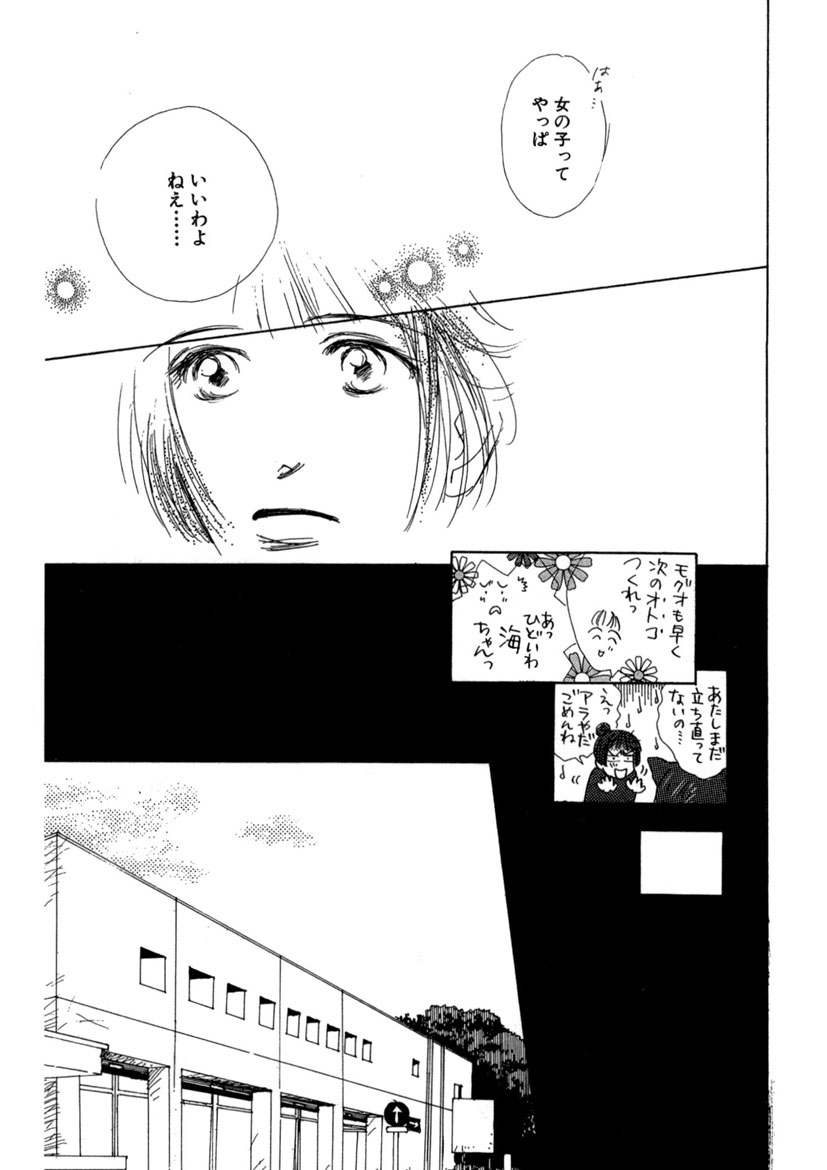 はぁ…
女の子って
やっぱ
いいわよ
ねぇ……
モグオも早く
次のオトコ
つくれっ
あっ
ひどいわ
海
ちゃんっ
あたしまだ
立ち直って
ないの…
えっ
アラやだ
ごめんね